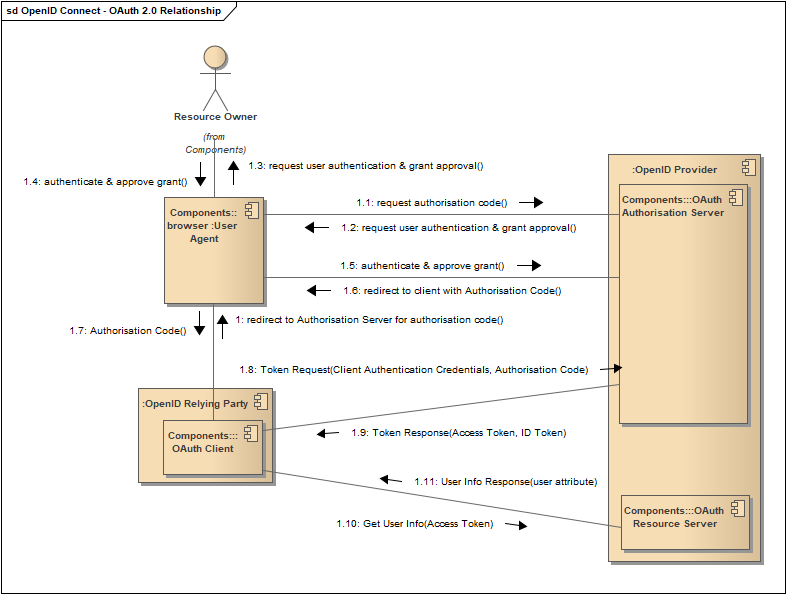 sd OpenID Connect - OAuth 2.0 Relationship
Resource Owner
(from
Components)
1.3: request user authentication & grant approval()
1.4: authenticate & approve grant()
:OpenID Provider
Components:::OAuth
Authorisation Server
Components::
browser :User
Agent
1.1: request authorisation code()
1.2: request user authentication & grant approval()
1.5: authenticate & approve grant()
1.6: redirect to client with Authorisation Code()
1: redirect to Authorisation Server for authorisation code()
1.7: Authorisation Code()
1.8: Token Request(Client Authentication Credentials, Authorisation Code)
:OpenID Relying Party
Components:::
OAuth Client
1.9: Token Response(Access Token, ID Token)
1.11: User Info Response(user attribute)
1.10: Get User Info(Access Token)
Components:::OAuth
Resource Server